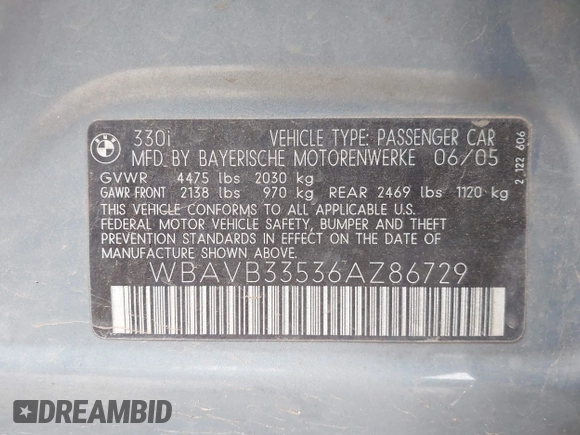 BMW 330i VEHICLE TYPE: PASSENGER CAR
MFD. BY BAYERISCHE MOTORENWERKE 06/05
GVWR 4475 lbs 2030 kg
GAWR-FRONT 2138 lbs 970 kg REAR 2469 lbs 1120 kg
THIS VEHICLE CONFORMS TO ALL APPLICABLE U.S.
FEDERAL MOTOR VEHICLE SAFETY, BUMPER AND THEFT
PREVENTION STANDARDS IN EFFECT ON THE DATE OF
MANUFACTURE SHOWN ABOVE.
WBAVB33536AZ86729
2 122 606
DREAMBID